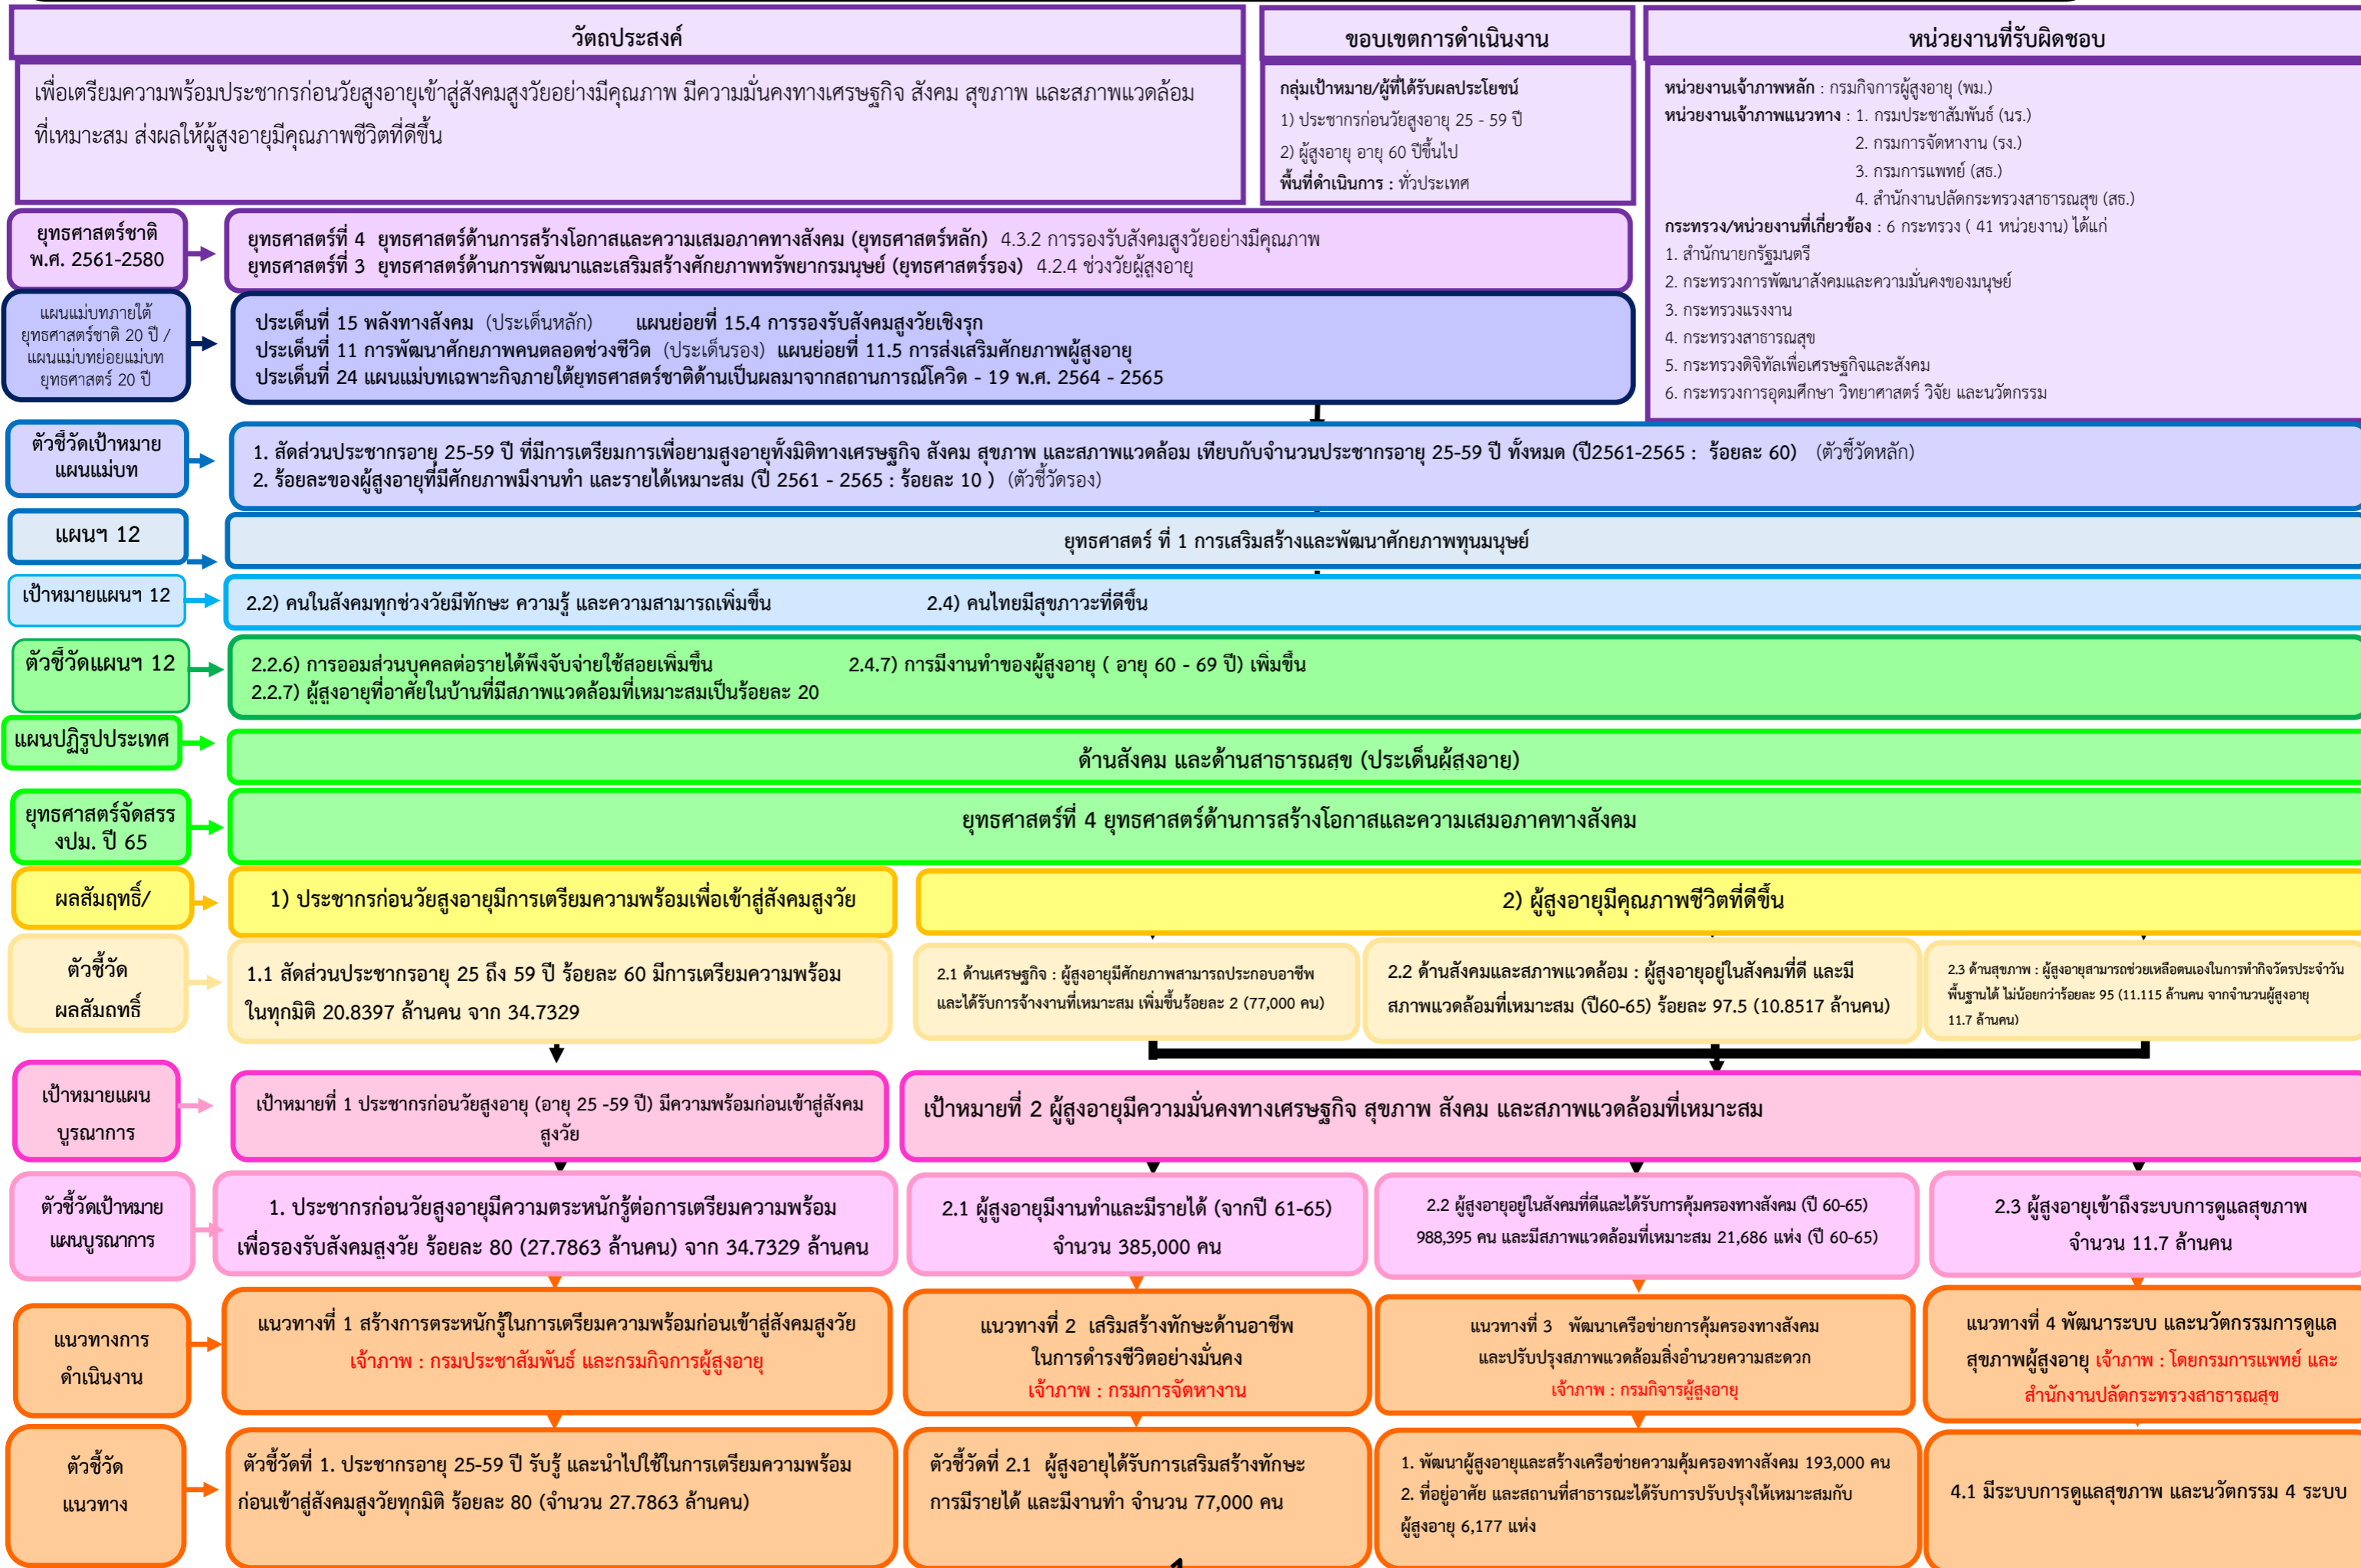 วัตถประสงค์
เพื่อเตรียมความพร้อมประชากรก่อนวัยสูงอายุเข้าสู่สังคมสูงวัยอย่างมีคุณภาพ มีความมั่นคงทางเศรษฐกิจ สังคม สุขภาพ และสภาพแวดล้อม
ที่เหมาะสม ส่งผลให้ผู้สูงอายุมีคุณภาพชีวิตที่ดีขึ้น
ขอบเขตการดำเนินงาน
กลุ่มเป้าหมาย/ผู้ที่ได้รับผลประโยชน์
1) ประชากรก่อนวัยสูงอายุ 25 - 59 ปี
2) ผู้สูงอายุ อายุ 60 ปีขึ้นไป
พื้นที่ดำเนินการ : ทั่วประเทศ
หน่วยงานที่รับผิดชอบ
หน่วยงานเจ้าภาพหลัก : กรมกิจการผู้สูงอายุ (พม.)
หน่วยงานเจ้าภาพแนวทาง : 1. กรมประชาสัมพันธ์ (นร.)
2. กรมการจัดหางาน (รง.)
3. กรมการแพทย์ (สธ.)
4. สำนักงานปลัดกระทรวงสาธารณสุข (สธ.)
กระทรวง/หน่วยงานที่เกี่ยวข้อง : 6 กระทรวง ( 41 หน่วยงาน) ได้แก่
1. สำนักนายกรัฐมนตรี
2. กระทรวงการพัฒนาสังคมและความมั่นคงของมนุษย์
3. กระทรวงแรงงาน
4. กระทรวงสาธารณสุข
5. กระทรวงดิจิทัลเพื่อเศรษฐกิจและสังคม
6. กระทรวงการอุดมศึกษา วิทยาศาสตร์ วิจัย และนวัตกรรม
ยุทธศาสตร์ชาติ
พ.ศ. 2561-2580
ยุทธศาสตร์ที่ 4 ยุทธศาสตร์ด้านการสร้างโอกาสและความเสมอภาคทางสังคม (ยุทธศาสตร์หลัก) 4.3.2 การรองรับสังคมสูงวัยอย่างมีคุณภาพ
ยุทธศาสตร์ที่ 3 ยุทธศาสตร์ด้านการพัฒนาและเสริมสร้างศักยภาพทรัพยากรมนุษย์ (ยุทธศาสตร์รอง) 4.2.4 ช่วงวัยผู้สูงอายุ
แผนแม่บทภายใต้
ยุทธศาสตร์ชาติ 20 ปี /
แผนแม่บทย่อยแม่บท
ยุทธศาสตร์ 20 ปี
ประเด็นที่ 15 พลังทางสังคม (ประเด็นหลัก) แผนย่อยที่ 15.4 การรองรับสังคมสูงวัยเชิงรุก
ประเด็นที่ 11 การพัฒนาศักยภาพคนตลอดช่วงชีวิต (ประเด็นรอง) แผนย่อยที่ 11.5 การส่งเสริมศักยภาพผู้สูงอายุ
ประเด็นที่ 24 แผนแม่บทเฉพาะกิจภายใต้ยุทธศาสตร์ชาติด้านเป็นผลมาจากสถานการณ์โควิด - 19 พ.ศ. 2564 - 2565
ตัวชี้วัดเป้าหมาย
แผนแม่บท
1. สัดส่วนประชากรอายุ 25-59 ปี ที่มีการเตรียมการเพื่อยามสูงอายุทั้งมิติทางเศรษฐกิจ สังคม สุขภาพ และสภาพแวดล้อม เทียบกับจำนวนประชากรอายุ 25-59 ปี ทั้งหมด (ปี2561-2565 : ร้อยละ 60) (ตัวชี้วัดหลัก)
2. ร้อยละของผู้สูงอายุที่มีศักยภาพมีงานทำ และรายได้เหมาะสม (ปี 2561 - 2565 : ร้อยละ 10 ) (ตัวชี้วัดรอง)
แผนฯ 12
ยุทธศาสตร์ ที่ 1 การเสริมสร้างและพัฒนาศักยภาพทุนมนุษย์
เป้าหมายแผนฯ 12
2.2) คนในสังคมทุกช่วงวัยมีทักษะ ความรู้ และความสามารถเพิ่มขึ้น 2.4) คนไทยมีสุขภาวะที่ดีขึ้น
ตัวชี้วัดแผนฯ 12
2.2.6) การออมส่วนบุคคลต่อรายได้พึงจับจ่ายใช้สอยเพิ่มขึ้น 2.4.7) การมีงานทำของผู้สูงอายุ ( อายุ 60 - 69 ปี) เพิ่มขึ้น
2.2.7) ผู้สูงอายุที่อาศัยในบ้านที่มีสภาพแวดล้อมที่เหมาะสมเป็นร้อยละ 20
แผนปฏิรูปประเทศ
ด้านสังคม และด้านสาธารณสุข (ประเด็นผู้สูงอายุ)
ยุทธศาสตร์จัดสรร
งปม. ปี 65
ยุทธศาสตร์ที่ 4 ยุทธศาสตร์ด้านการสร้างโอกาสและความเสมอภาคทางสังคม
ผลสัมฤทธิ์/
1) ประชากรก่อนวัยสูงอายุมีการเตรียมความพร้อมเพื่อเข้าสู่สังคมสูงวัย
2) ผู้สูงอายุมีคุณภาพชีวิตที่ดีขึ้น
ตัวชี้วัด
ผลสัมฤทธิ์
1.1 สัดส่วนประชากรอายุ 25 ถึง 59 ปี ร้อยละ 60 มีการเตรียมความพร้อม
ในทุกมิติ 20.8397 ล้านคน จาก 34.7329
2.1 ด้านเศรษฐกิจ : ผู้สูงอายุมีศักยภาพสามารถประกอบอาชีพ
และได้รับการจ้างงานที่เหมาะสม เพิ่มขึ้นร้อยละ 2 (77,000 คน)
2.2 ด้านสังคมและสภาพแวดล้อม : ผู้สูงอายุอยู่ในสังคมที่ดี และมี
สภาพแวดล้อมที่เหมาะสม (ปี60-65) ร้อยละ 97.5 (10.8517 ล้านคน)
2.3 ด้านสุขภาพ : ผู้สูงอายุสามารถช่วยเหลือตนเองในการทำกิจวัตรประจำวัน
พื้นฐานได้ ไม่น้อยกว่าร้อยละ 95 (11.115 ล้านคน จากจำนวนผู้สูงอายุ
11.7 ล้านคน)
เป้าหมายแผน
บูรณาการ
เป้าหมายที่ 1 ประชากรก่อนวัยสูงอายุ (อายุ 25 -59 ปี) มีความพร้อมก่อนเข้าสู่สังคม
สูงวัย
เป้าหมายที่ 2 ผู้สูงอายุมีความมั่นคงทางเศรษฐกิจ สุขภาพ สังคม และสภาพแวดล้อมที่เหมาะสม
ตัวชี้วัดเป้าหมาย
แผนบูรณาการ
1. ประชากรก่อนวัยสูงอายุมีความตระหนักรู้ต่อการเตรียมความพร้อม
เพื่อรองรับสังคมสูงวัย ร้อยละ 80 (27.7863 ล้านคน) จาก 34.7329 ล้านคน
2.1 ผู้สูงอายุมีงานทำและมีรายได้ (จากปี 61-65)
จำนวน 385,000 คน
2.2 ผู้สูงอายุอยู่ในสังคมที่ดีและได้รับการคุ้มครองทางสังคม (ปี 60-65)
988,395 คน และมีสภาพแวดล้อมที่เหมาะสม 21,686 แห่ง (ปี 60-65)
2.3 ผู้สูงอายุเข้าถึงระบบการดูแลสุขภาพ
จำนวน 11.7 ล้านคน
แนวทางการ
ดำเนินงาน
แนวทางที่ 1 สร้างการตระหนักรู้ในการเตรียมความพร้อมก่อนเข้าสู่สังคมสูงวัย
เจ้าภาพ : กรมประชาสัมพันธ์ และกรมกิจการผู้สูงอายุ
แนวทางที่ 2 เสริมสร้างทักษะด้านอาชีพ
ในการดำรงชีวิตอย่างมั่นคง
เจ้าภาพ : กรมการจัดหางาน
แนวทางที่ 3 พัฒนาเครือข่ายการคุ้มครองทางสังคม
และปรับปรุงสภาพแวดล้อมสิ่งอำนวยความสะดวก
เจ้าภาพ : กรมกิจารผู้สูงอายุ
แนวทางที่ 4 พัฒนาระบบ และนวัตกรรมการดูแล
สุขภาพผู้สูงอายุ เจ้าภาพ : โดยกรมการแพทย์ และ
สำนักงานปลัดกระทรวงสาธารณสุข
ตัวชี้วัด
แนวทาง
ตัวชี้วัดที่ 1. ประชากรอายุ 25-59 ปี รับรู้ และนำไปใช้ในการเตรียมความพร้อม
ก่อนเข้าสู่สังคมสูงวัยทุกมิติ ร้อยละ 80 (จำนวน 27.7863 ล้านคน)
ตัวชี้วัดที่ 2.1 ผู้สูงอายุได้รับการเสริมสร้างทักษะ
การมีรายได้ และมีงานทำ จำนวน 77,000 คน
1. พัฒนาผู้สูงอายุและสร้างเครือข่ายความคุ้มครองทางสังคม 193,000 คน
2. ที่อยู่อาศัย และสถานที่สาธารณะได้รับการปรับปรุงให้เหมาะสมกับ
ผู้สูงอายุ 6,177 แห่ง
4.1 มีระบบการดูแลสุขภาพ และนวัตกรรม 4 ระบบ